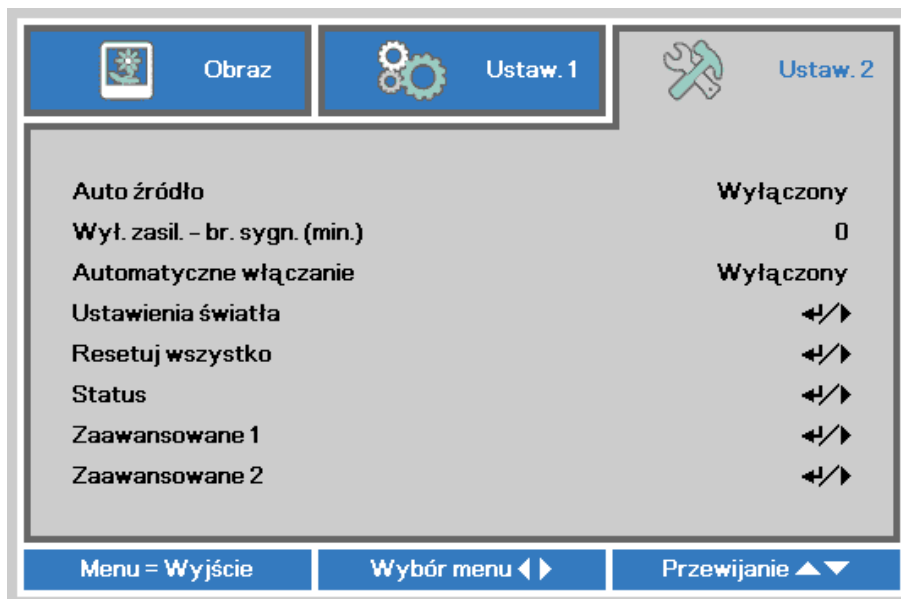 Obraz
Ustaw. 1
Ustaw. 2
Auto źródło Wyłączony
Wył. zasil. – br. sygn. (min.) 0
Automatyczne włączanie Wyłączony
Ustawienia światła
Resetuj wszystko
Status
Zaawansowane 1
Zaawansowane 2
Menu = Wyjście
Wybór menu
Przewijanie